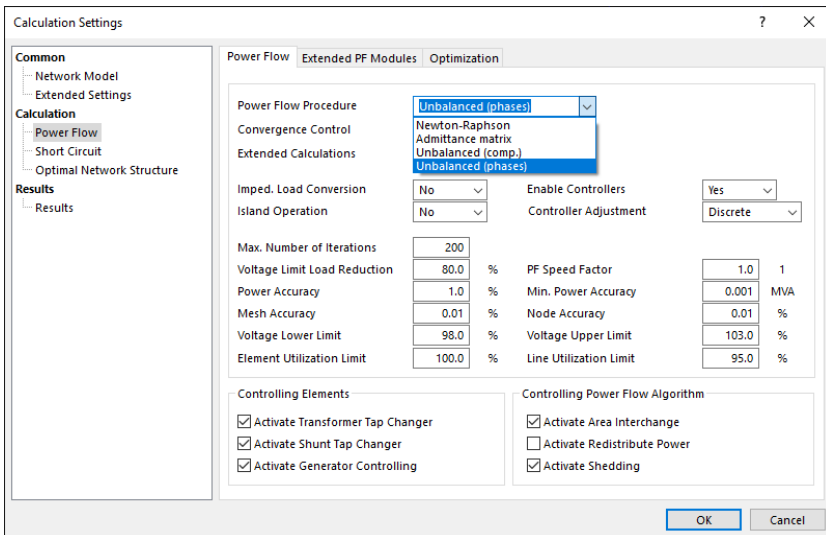 Calculation Settings
?
Common
Network Model
Extended Settings
Calculation
Power Flow
Short Circuit
Optimal Network Structure
Results
Results
Power Flow Extended PF Modules Optimization
Power Flow Procedure Unbalanced (phases)
Newton-Raphson
Admittance matrix
Unbalanced (comp.)
Unbalanced (phases)
Convergence Control
Extended Calculations
Imped. Load Conversion No Enable Controllers Yes
Island Operation No Controller Adjustment Discrete
Max. Number of Iterations 200
Voltage Limit Load Reduction 80.0 % PF Speed Factor 1.0 1
Power Accuracy 1.0 % Min. Power Accuracy 0.001 MVA
Mesh Accuracy 0.01 % Node Accuracy 0.01 %
Voltage Lower Limit 98.0 % Voltage Upper Limit 103.0 %
Element Utilization Limit 100.0 % Line Utilization Limit 95.0 %
Controlling Elements
Activate Transformer Tap Changer
Activate Shunt Tap Changer
Activate Generator Controlling
Controlling Power Flow Algorithm
Activate Area Interchange
Activate Redistribute Power
Activate Shedding
OK Cancel